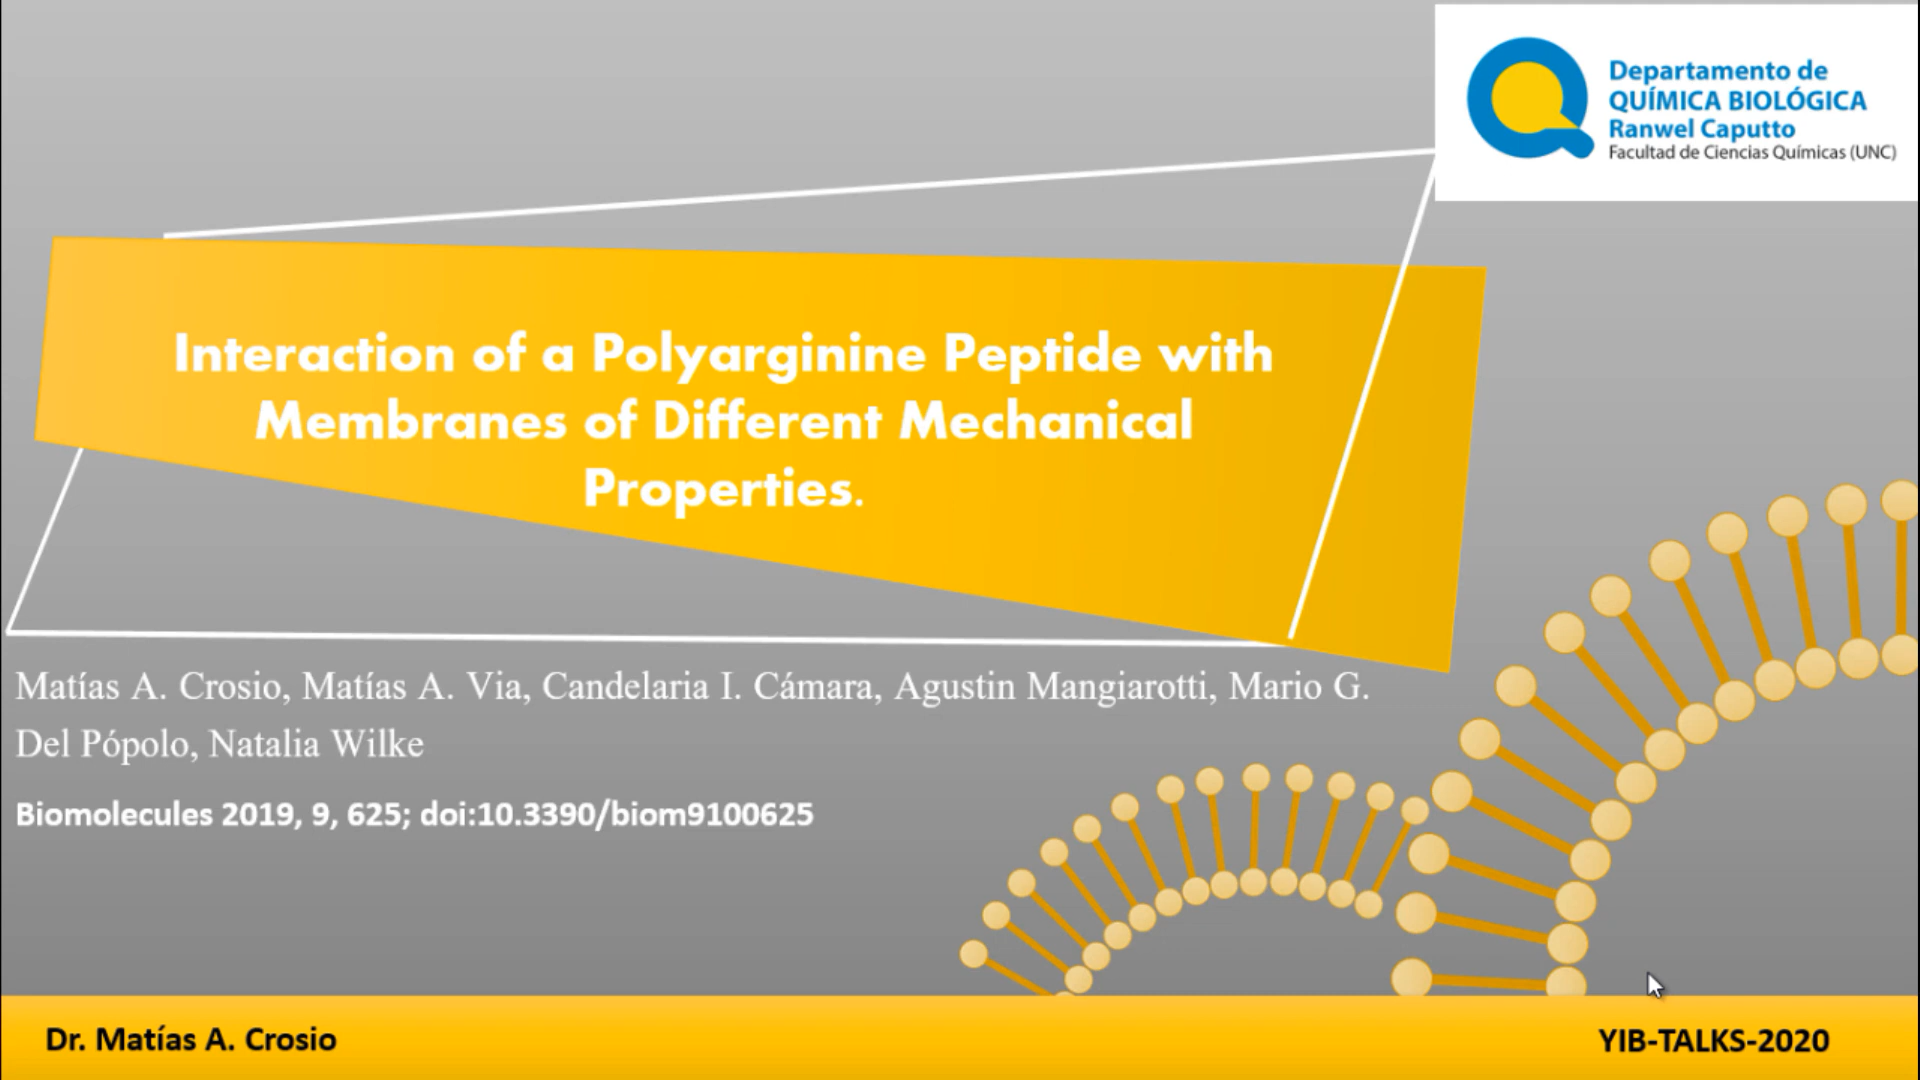 Departamento de
QUÍMICA BIOLÓGICA
Ranwel Caputto
Facultad de Ciencias Químicas (UNC)
Interaction of a Polyarginine Peptide with
Membranes of Different Mechanical
Properties.
Matías A. Crosio, Matías A. Via, Candelaria I. Cámara, Agustin Mangiarotti, Mario G.
Del Pópolo, Natalia Wilke
Biomolecules 2019, 9, 625; doi:10.3390/biom9100625
Dr. Matías A. Crosio
YIB-TALKS-2020